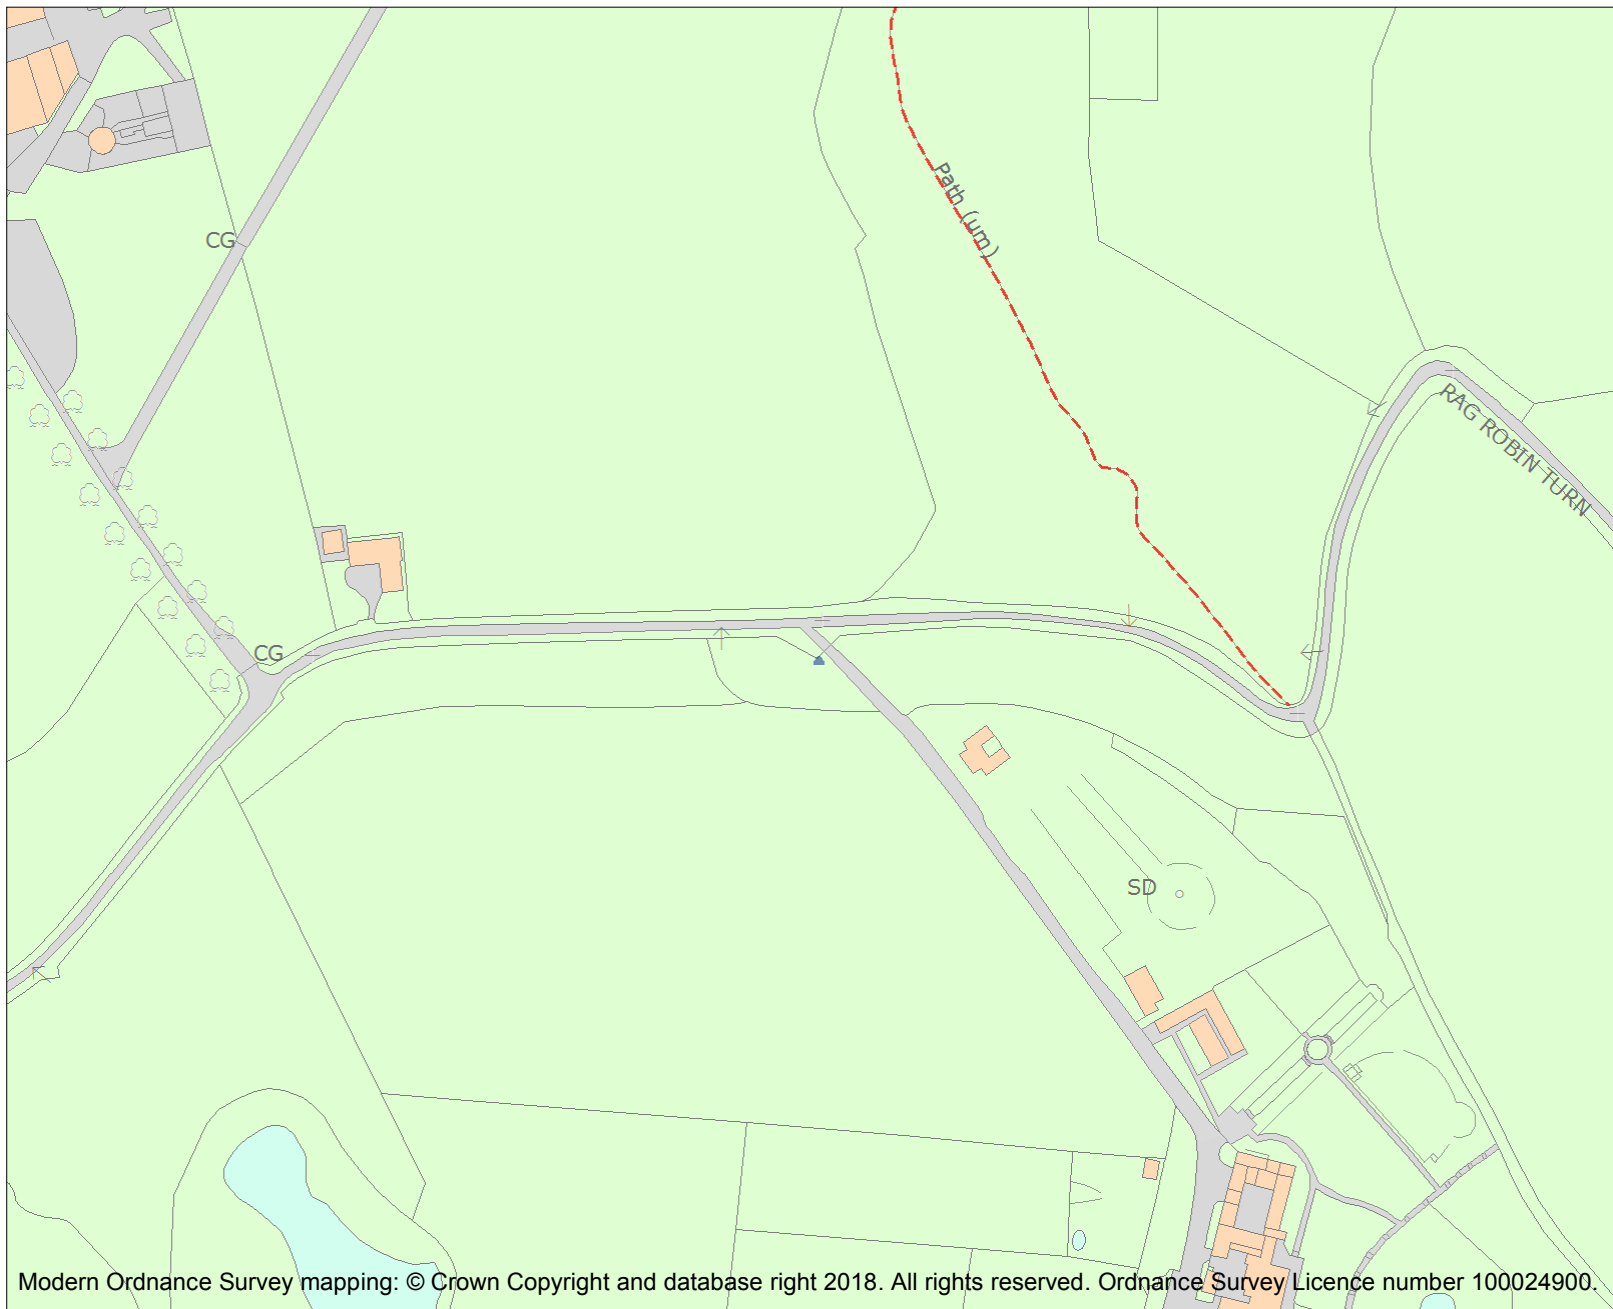 Path (um)
CG
RAG ROBIN TURN
CG
SD
Modern Ordnance Survey mapping: © Crown Copyright and database right 2018. All rights reserved. Ordnance Survey Licence number 100024900.